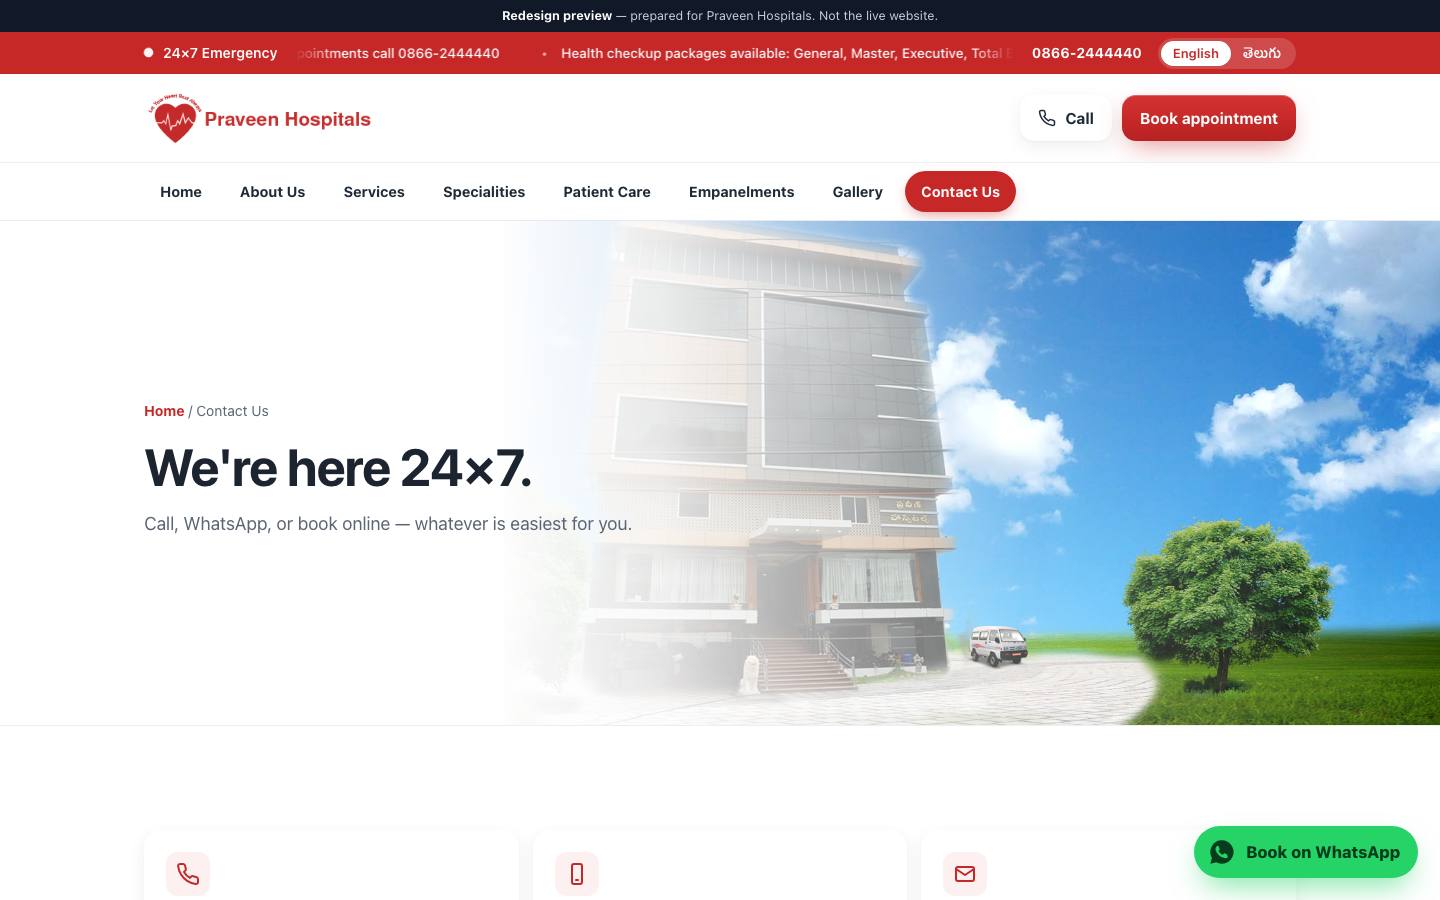 Redesign preview — prepared for Praveen Hospitals. Not the live website.
24×7 Emergency
pointments call 0866-2444440 • Health checkup packages available: General, Master, Executive, Total
0866-2444440
English
తెలుగు
Praveen Hospitals
Call
Book appointment
Home
About Us
Services
Specialities
Patient Care
Empanelments
Gallery
Contact Us
Home / Contact Us
We're here 24×7.
Call, WhatsApp, or book online — whatever is easiest for you.
ప్రవీణ్
హాస్పిటల్స్
Book on WhatsApp